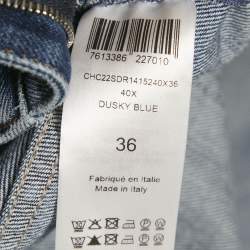 7613386 227010
CHC22SDR1415240X36
40X
DUSKY BLUE
36
Fabriqué en Italie
Made in Italy